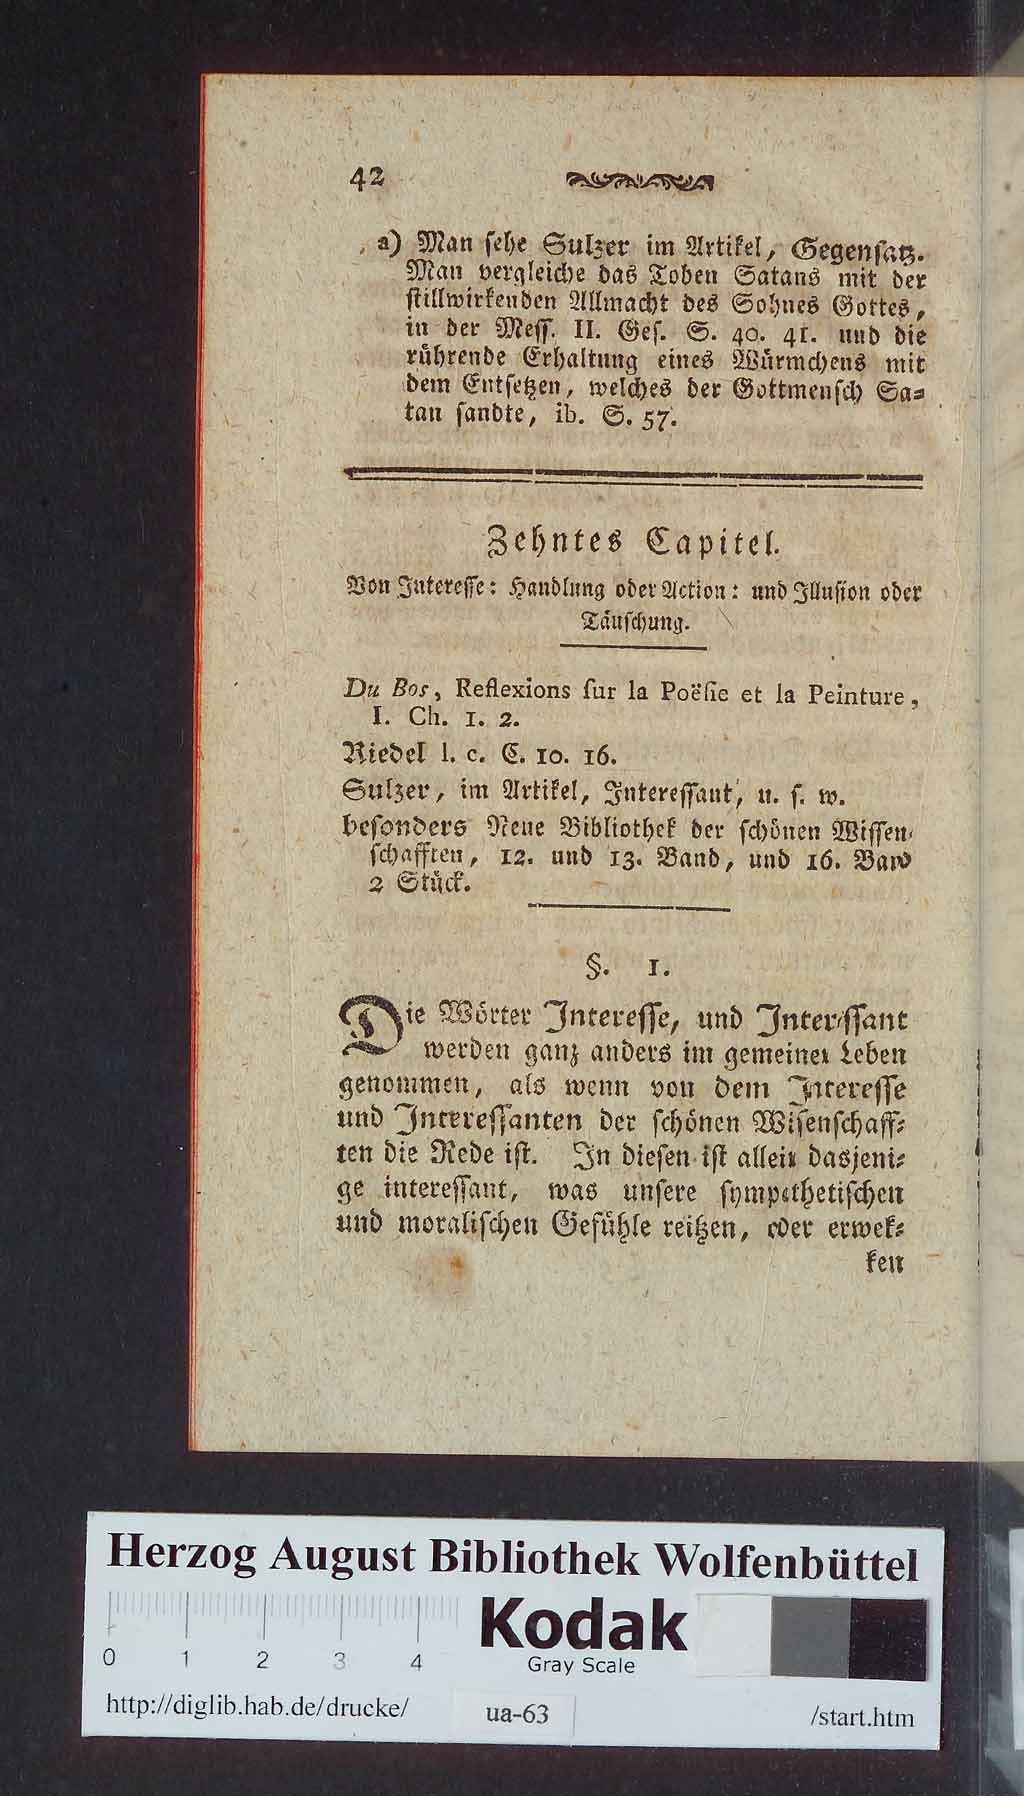 42
a) Man sehe Sulzer im Artikel, Gegensatz.
Man vergleiche das Toben Satans mit der
stillwirkenden Allmacht des Sohnes Gottes,
in der Mess. II. Ges. S. 40. 41. und die
rührende Erhaltung eines Würmchens mit
dem Entsetzen, welches der Gottmensch Sa-
tan sandte, ib. S. 57.
Zehntes Capitel.
Von Interesse: Handlung oder Action: und Illusion oder
Täuschung.
Du Bos, Reflexions sur la Poësie et la Peinture,
I. Ch. 1. 2.
Riedel l. c. C. 10. 16.
Sulzer, im Artikel, Interessant, u. s. w.
besonders Neue Bibliothek der schönen Wissen-
schafften, 12. und 13. Band, und 16. Band
2 Stück.
§. 1.
Die Wörter Interesse, und Interessant
werden ganz anders im gemeinen Leben
genommen, als wenn von dem Interesse
und Interessanten der schönen Wisenschaff-
ten die Rede ist. In diesen ist allein dasjeni-
ge interessant, was unsere sympathetischen
und moralischen Gefühle reitzen, oder erwek-
ken
Herzog August Bibliothek Wolfenbüttel
0 1 2 3 4
Kodak
Gray Scale
http://diglib.hab.de/drucke/ ua-63 /start.htm